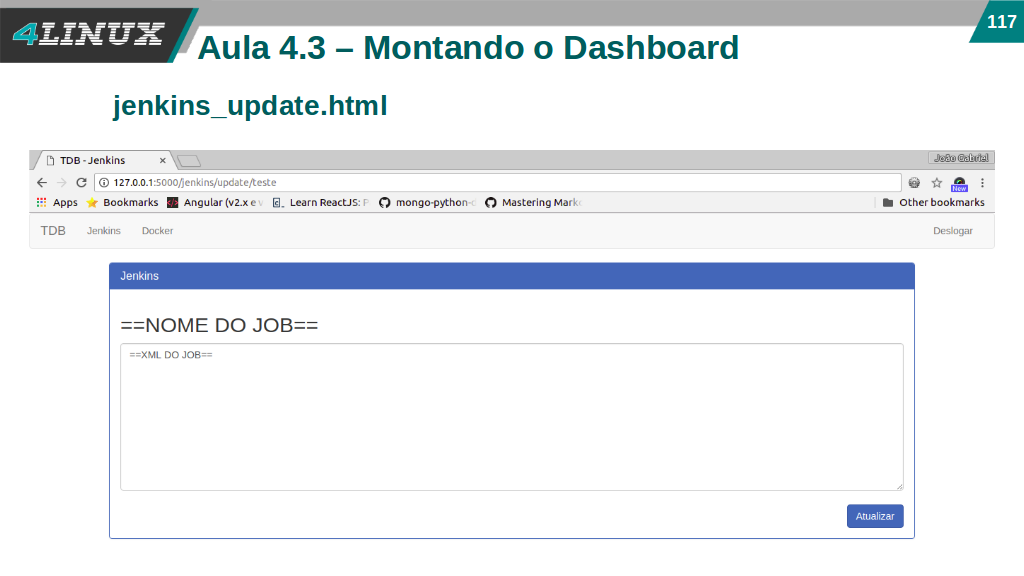 4LINUX
117
Aula 4.3 – Montando o Dashboard
jenkins_update.html
TDB - Jenkins
João Gabriel
127.0.0.1:5000/jenkins/update/teste
New
Apps Bookmarks Angular (v2.x e v Learn ReactJS: P mongo-python- Mastering Mark Other bookmarks
TDB Jenkins Docker Deslogar
Jenkins
==NOME DO JOB==
==XML DO JOB==
Atualizar